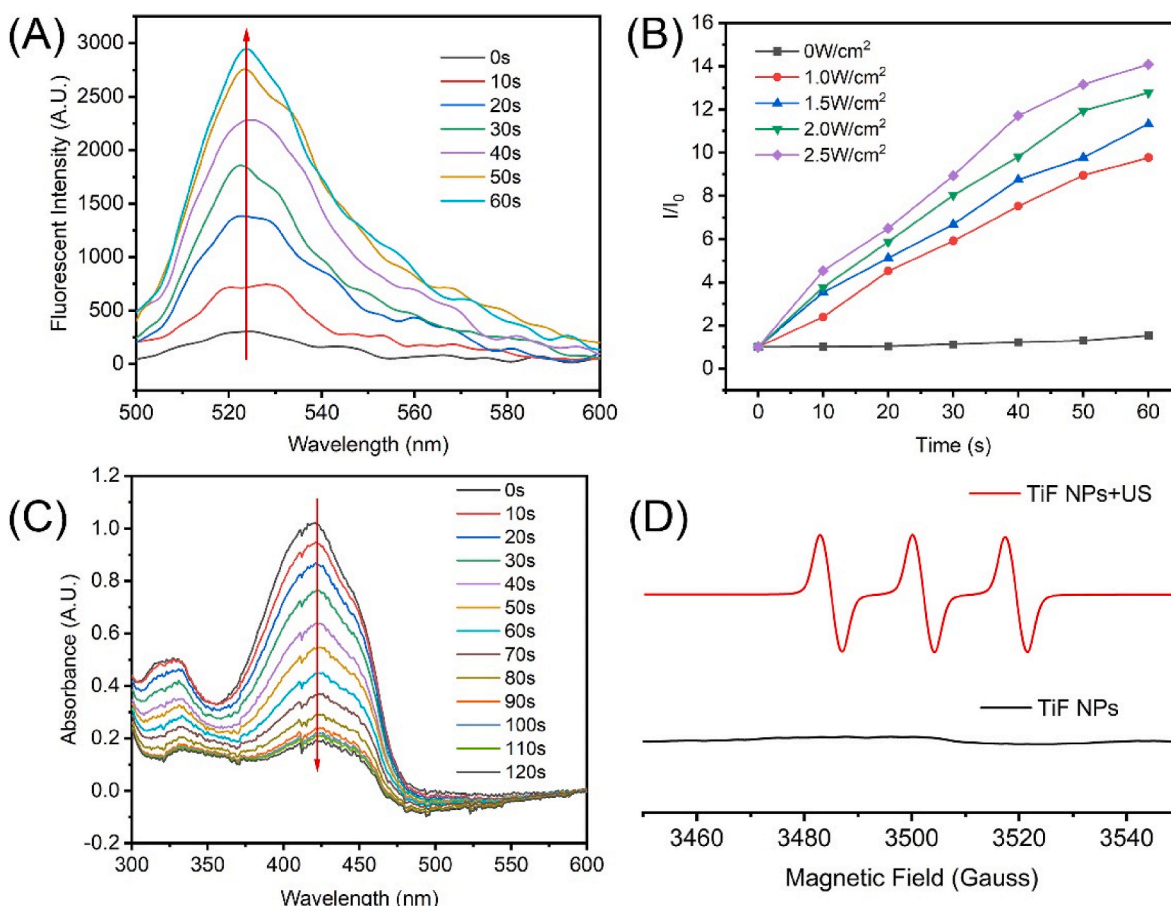 (A)
Fluorescent Intensity (A.U.)
3000
2500
2000
1500
1000
500
0
500 520 540 560 580 600
Wavelength (nm)
0s
10s
20s
30s
40s
50s
60s
(B)
I/I₀
16
14
12
10
8
6
4
2
0
0 10 20 30 40 50 60
Time (s)
0W/cm²
1.0W/cm²
1.5W/cm²
2.0W/cm²
2.5W/cm²
(C)
Absorbance (A.U.)
1.2
1.0
0.8
0.6
0.4
0.2
0.0
-0.2
300 350 400 450 500 550 600
Wavelength (nm)
0s
10s
20s
30s
40s
50s
60s
70s
80s
90s
100s
110s
120s
(D)
TiF NPs+US
TiF NPs
3460 3480 3500 3520 3540
Magnetic Field (Gauss)